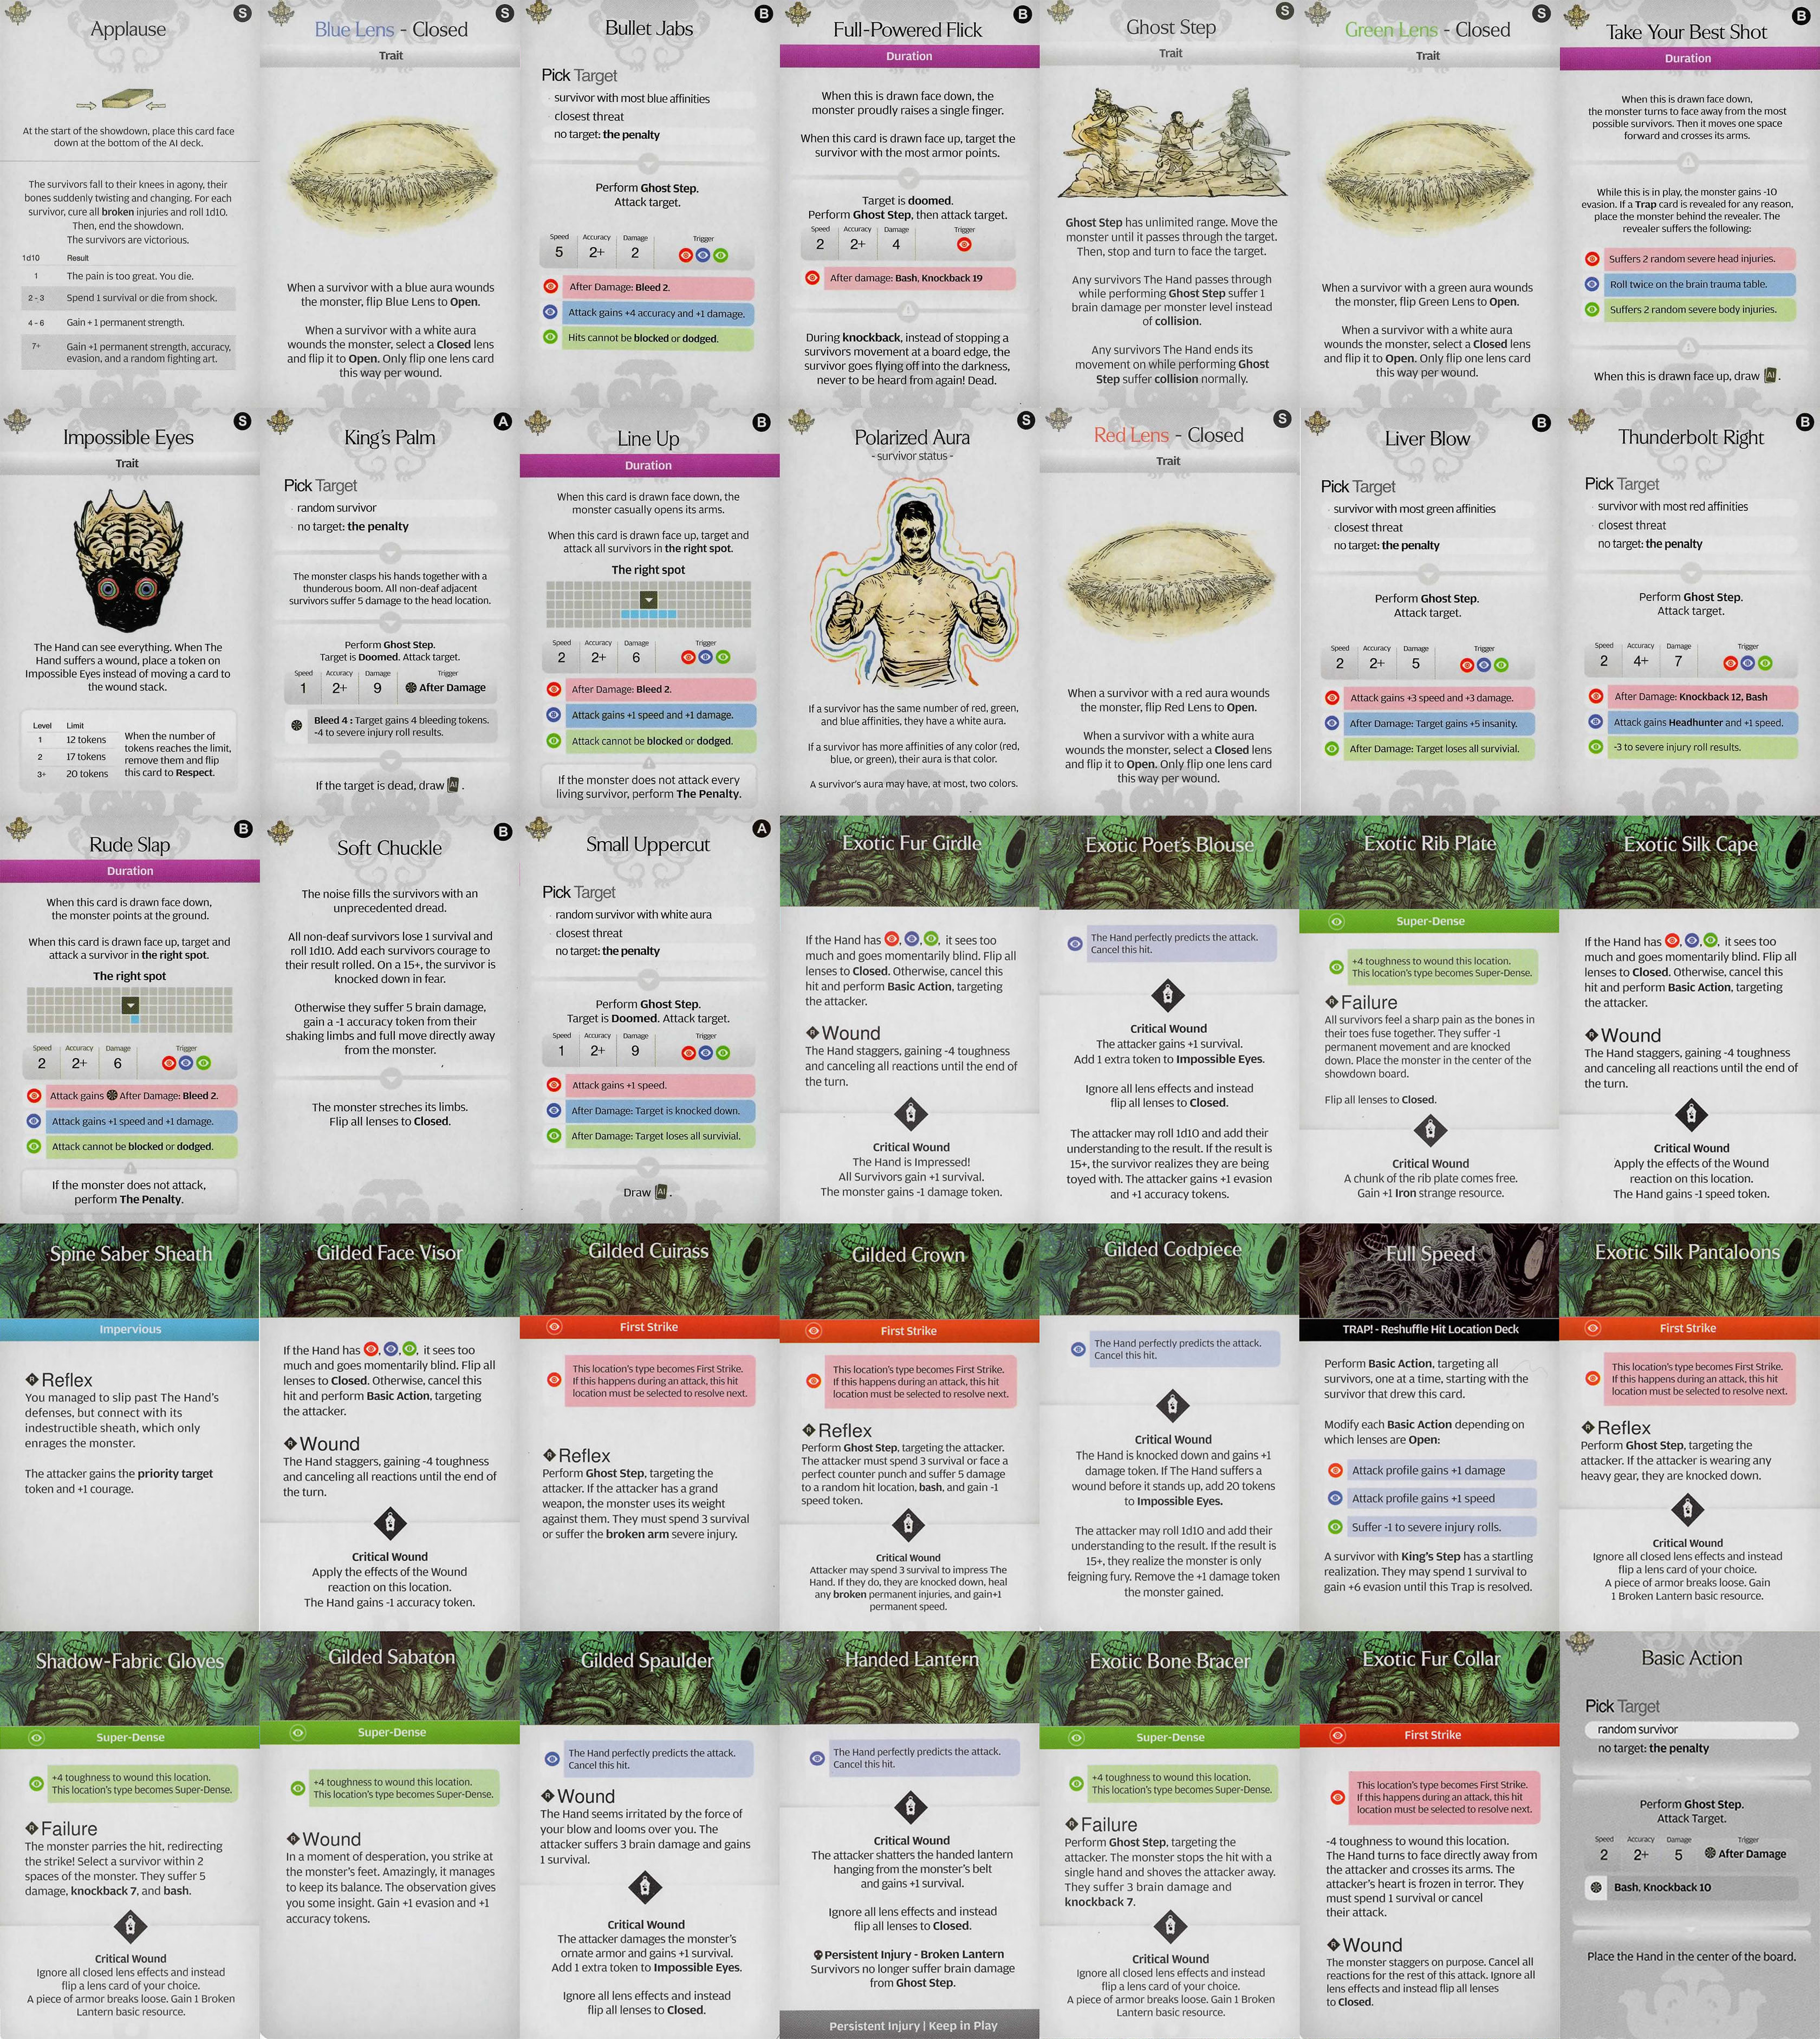 Applause
S
At the start of the showdown, place this card face
down at the bottom of the AI deck.
The survivors fall to their knees in agony, their
bones suddenly twisting and changing. For each
survivor, cure all broken injuries and roll 1d10.
Then, end the showdown.
The survivors are victorious.
1d10 Result
1 The pain is too great. You die.
2 - 3 Spend 1 survival or die from shock.
4 - 6 Gain +1 permanent strength.
7+ Gain +1 permanent strength, accuracy,
evasion, and a random fighting art.
Blue Lens - Closed
S
Trait
When a survivor with a blue aura wounds
the monster, flip Blue Lens to Open.
When a survivor with a white aura
wounds the monster, select a Closed lens
and flip it to Open. Only flip one lens card
this way per wound.
Bullet Jabs
B
Pick Target
survivor with most blue affinities
closest threat
no target: the penalty
Perform Ghost Step.
Attack target.
Speed Accuracy Damage Trigger
5 2+ 2
After Damage: Bleed 2.
Attack gains +4 accuracy and +1 damage.
Hits cannot be blocked or dodged.
Full-Powered Flick
B
Duration
When this is drawn face down, the
monster proudly raises a single finger.
When this card is drawn face up, target the
survivor with the most armor points.
Target is doomed.
Perform Ghost Step, then attack target.
Speed Accuracy Damage Trigger
2 2+ 4
After damage: Bash, Knockback 19
During knockback, instead of stopping a
survivors movement at a board edge, the
survivor goes flying off into the darkness,
never to be heard from again! Dead.
Ghost Step
S
Trait
Ghost Step has unlimited range. Move the
monster until it passes through the target.
Then, stop and turn to face the target.
Any survivors The Hand passes through
while performing Ghost Step suffer 1
brain damage per monster level instead
of collision.
Any survivors The Hand ends its
movement on while performing Ghost
Step suffer collision normally.
Green Lens - Closed
S
Trait
When a survivor with a green aura wounds
the monster, flip Green Lens to Open.
When a survivor with a white aura
wounds the monster, select a Closed lens
and flip it to Open. Only flip one lens card
this way per wound.
Take Your Best Shot
B
Duration
When this is drawn face down,
the monster turns to face away from the most
possible survivors. Then it moves one space
forward and crosses its arms.
While this is in play, the monster gains -10
evasion. If a Trap card is revealed for any reason,
place the monster behind the revealer. The
revealer suffers the following:
Suffers 2 random severe head injuries.
Roll twice on the brain trauma table.
Suffers 2 random severe body injuries.
When this is drawn face up, draw AI.
Impossible Eyes
S
Trait
The Hand can see everything. When The
Hand suffers a wound, place a token on
Impossible Eyes instead of moving a card to
the wound stack.
Level Limit
1 12 tokens
2 17 tokens
3+ 20 tokens
When the number of
tokens reaches the limit,
remove them and flip
this card to Respect.
King's Palm
A
Pick Target
random survivor
no target: the penalty
The monster clasps his hands together with a
thunderous boom. All non-deaf adjacent
survivors suffer 5 damage to the head location.
Perform Ghost Step.
Target is Doomed. Attack target.
Speed Accuracy Damage Trigger
1 2+ 9 After Damage
Bleed 4 : Target gains 4 bleeding tokens.
-4 to severe injury roll results.
If the target is dead, draw AI.
Line Up
B
Duration
When this card is drawn face down, the
monster casually opens its arms.
When this card is drawn face up, target and
attack all survivors in the right spot.
The right spot
Speed Accuracy Damage Trigger
2 2+ 6
After Damage: Bleed 2.
Attack gains +1 speed and +1 damage.
Attack cannot be blocked or dodged.
If the monster does not attack every
living survivor, perform The Penalty.
Polarized Aura
S
- survivor status -
If a survivor has the same number of red, green,
and blue affinities, they have a white aura.
If a survivor has more affinities of any color (red,
blue, or green), their aura is that color.
A survivor's aura may have, at most, two colors.
Red Lens - Closed
S
Trait
When a survivor with a red aura wounds
the monster, flip Red Lens to Open.
When a survivor with a white aura
wounds the monster, select a Closed lens
and flip it to Open. Only flip one lens card
this way per wound.
Liver Blow
B
Pick Target
survivor with most green affinities
closest threat
no target: the penalty
Perform Ghost Step.
Attack target.
Speed Accuracy Damage Trigger
2 2+ 5
Attack gains +3 speed and +3 damage.
After Damage: Target gains +5 insanity.
After Damage: Target loses all survivial.
Thunderbolt Right
B
Pick Target
survivor with most red affinities
closest threat
no target: the penalty
Perform Ghost Step.
Attack target.
Speed Accuracy Damage Trigger
2 4+ 7
After Damage: Knockback 12, Bash
Attack gains Headhunter and +1 speed.
-3 to severe injury roll results.
Rude Slap
B
Duration
When this card is drawn face down,
the monster points at the ground.
When this card is drawn face up, target and
attack a survivor in the right spot.
The right spot
Speed Accuracy Damage Trigger
2 2+ 6
Attack gains After Damage: Bleed 2.
Attack gains +1 speed and +1 damage.
Attack cannot be blocked or dodged.
If the monster does not attack,
perform The Penalty.
Soft Chuckle
B
The noise fills the survivors with an
unprecedented dread.
All non-deaf survivors lose 1 survival and
roll 1d10. Add each survivors courage to
their result rolled. On a 15+, the survivor is
knocked down in fear.
Otherwise they suffer 5 brain damage,
gain a -1 accuracy token from their
shaking limbs and full move directly away
from the monster.
The monster streches its limbs.
Flip all lenses to Closed.
Small Uppercut
A
Pick Target
random survivor with white aura
closest threat
no target: the penalty
Perform Ghost Step.
Target is Doomed. Attack target.
Speed Accuracy Damage Trigger
1 2+ 9
Attack gains +1 speed.
After Damage: Target is knocked down.
After Damage: Target loses all survivial.
Draw AI.
Exotic Fur Girdle
If the Hand has , , , it sees too
much and goes momentarily blind. Flip all
lenses to Closed. Otherwise, cancel this
hit and perform Basic Action, targeting
the attacker.
R Wound
The Hand staggers, gaining -4 toughness
and canceling all reactions until the end of
the turn.
Critical Wound
The Hand is Impressed!
All Survivors gain +1 survival.
The monster gains -1 damage token.
Exotic Poet's Blouse
The Hand perfectly predicts the attack.
Cancel this hit.
Critical Wound
The attacker gains +1 survival.
Add 1 extra token to Impossible Eyes.
Ignore all lens effects and instead
flip all lenses to Closed.
The attacker may roll 1d10 and add their
understanding to the result. If the result is
15+, the survivor realizes they are being
toyed with. The attacker gains +1 evasion
and +1 accuracy tokens.
Exotic Rib Plate
Super-Dense
+4 toughness to wound this location.
This location's type becomes Super-Dense.
R Failure
All survivors feel a sharp pain as the bones in
their toes fuse together. They suffer -1
permanent movement and are knocked
down. Place the monster in the center of the
showdown board.
Flip all lenses to Closed.
Critical Wound
A chunk of the rib plate comes free.
Gain +1 Iron strange resource.
Exotic Silk Cape
If the Hand has , , , it sees too
much and goes momentarily blind. Flip all
lenses to Closed. Otherwise, cancel this
hit and perform Basic Action, targeting
the attacker.
R Wound
The Hand staggers, gaining -4 toughness
and canceling all reactions until the end of
the turn.
Critical Wound
Apply the effects of the Wound
reaction on this location.
The Hand gains -1 speed token.
Spine Saber Sheath
Impervious
R Reflex
You managed to slip past The Hand's
defenses, but connect with its
indestructible sheath, which only
enrages the monster.
The attacker gains the priority target
token and +1 courage.
Gilded Face Visor
If the Hand has , , , it sees too
much and goes momentarily blind. Flip all
lenses to Closed. Otherwise, cancel this
hit and perform Basic Action, targeting
the attacker.
R Wound
The Hand staggers, gaining -4 toughness
and canceling all reactions until the end of
the turn.
Critical Wound
Apply the effects of the Wound
reaction on this location.
The Hand gains -1 accuracy token.
Gilded Cuirass
First Strike
This location's type becomes First Strike.
If this happens during an attack, this hit
location must be selected to resolve next.
R Reflex
Perform Ghost Step, targeting the
attacker. If the attacker has a grand
weapon, the monster uses its weight
against them. They must spend 3 survival
or suffer the broken arm severe injury.
Gilded Crown
First Strike
This location's type becomes First Strike.
If this happens during an attack, this hit
location must be selected to resolve next.
R Reflex
Perform Ghost Step, targeting the attacker.
The attacker must spend 3 survival or face a
perfect counter punch and suffer 5 damage
to a random hit location, bash, and gain -1
speed token.
Critical Wound
Attacker may spend 3 survival to impress The
Hand. If they do, they are knocked down, heal
any broken permanent injuries, and gain+1
permanent speed.
Gilded Codpiece
The Hand perfectly predicts the attack.
Cancel this hit.
Critical Wound
The Hand is knocked down and gains +1
damage token. If The Hand suffers a
wound before it stands up, add 20 tokens
to Impossible Eyes.
The attacker may roll 1d10 and add their
understanding to the result. If the result is
15+, they realize the monster is only
feigning fury. Remove the +1 damage token
the monster gained.
Full Speed
TRAP! - Reshuffle Hit Location Deck
Perform Basic Action, targeting all
survivors, one at a time, starting with the
survivor that drew this card.
Modify each Basic Action depending on
which lenses are Open:
Attack profile gains +1 damage
Attack profile gains +1 speed
Suffer -1 to severe injury rolls.
A survivor with King's Step has a startling
realization. They may spend 1 survival to
gain +6 evasion until this Trap is resolved.
Exotic Silk Pantaloons
First Strike
This location's type becomes First Strike.
If this happens during an attack, this hit
location must be selected to resolve next.
R Reflex
Perform Ghost Step, targeting the
attacker. If the attacker is wearing any
heavy gear, they are knocked down.
Critical Wound
Ignore all closed lens effects and instead
flip a lens card of your choice.
A piece of armor breaks loose. Gain
1 Broken Lantern basic resource.
Shadow-Fabric Gloves
Super-Dense
+4 toughness to wound this location.
This location's type becomes Super-Dense.
R Failure
The monster parries the hit, redirecting
the strike! Select a survivor within 2
spaces of the monster. They suffer 5
damage, knockback 7, and bash.
Critical Wound
Ignore all closed lens effects and instead
flip a lens card of your choice.
A piece of armor breaks loose. Gain 1 Broken
Lantern basic resource.
Gilded Sabaton
Super-Dense
+4 toughness to wound this location.
This location's type becomes Super-Dense.
R Wound
In a moment of desperation, you strike at
the monster's feet. Amazingly, it manages
to keep its balance. The observation gives
you some insight. Gain +1 evasion and +1
accuracy tokens.
Gilded Spaulder
The Hand perfectly predicts the attack.
Cancel this hit.
R Wound
The Hand seems irritated by the force of
your blow and looms over you. The
attacker suffers 3 brain damage and gains
1 survival.
Critical Wound
The attacker damages the monster's
ornate armor and gains +1 survival.
Add 1 extra token to Impossible Eyes.
Ignore all lens effects and instead
flip all lenses to Closed.
Handed Lantern
The Hand perfectly predicts the attack.
Cancel this hit.
Critical Wound
The attacker shatters the handed lantern
hanging from the monster's belt
and gains +1 survival.
Ignore all lens effects and instead
flip all lenses to Closed.
Persistent Injury - Broken Lantern
Survivors no longer suffer brain damage
from Ghost Step.
Persistent Injury | Keep in Play
Exotic Bone Bracer
Super-Dense
+4 toughness to wound this location.
This location's type becomes Super-Dense.
R Failure
Perform Ghost Step, targeting the
attacker. The monster stops the hit with a
single hand and shoves the attacker away.
They suffer 3 brain damage and
knockback 7.
Critical Wound
Ignore all closed lens effects and instead
flip a lens card of your choice.
A piece of armor breaks loose. Gain 1 Broken
Lantern basic resource.
Exotic Fur Collar
First Strike
This location's type becomes First Strike.
If this happens during an attack, this hit
location must be selected to resolve next.
-4 toughness to wound this location.
The Hand turns to face directly away from
the attacker and crosses its arms. The
attacker's heart is frozen in terror. They
must spend 1 survival or cancel
their attack.
R Wound
The monster staggers on purpose. Cancel all
reactions for the rest of this attack. Ignore all
lens effects and instead flip all lenses
to Closed.
Basic Action
Pick Target
random survivor
no target: the penalty
Perform Ghost Step.
Attack Target.
Speed Accuracy Damage Trigger
2 2+ 5 After Damage
Bash, Knockback 10
Place the Hand in the center of the board.